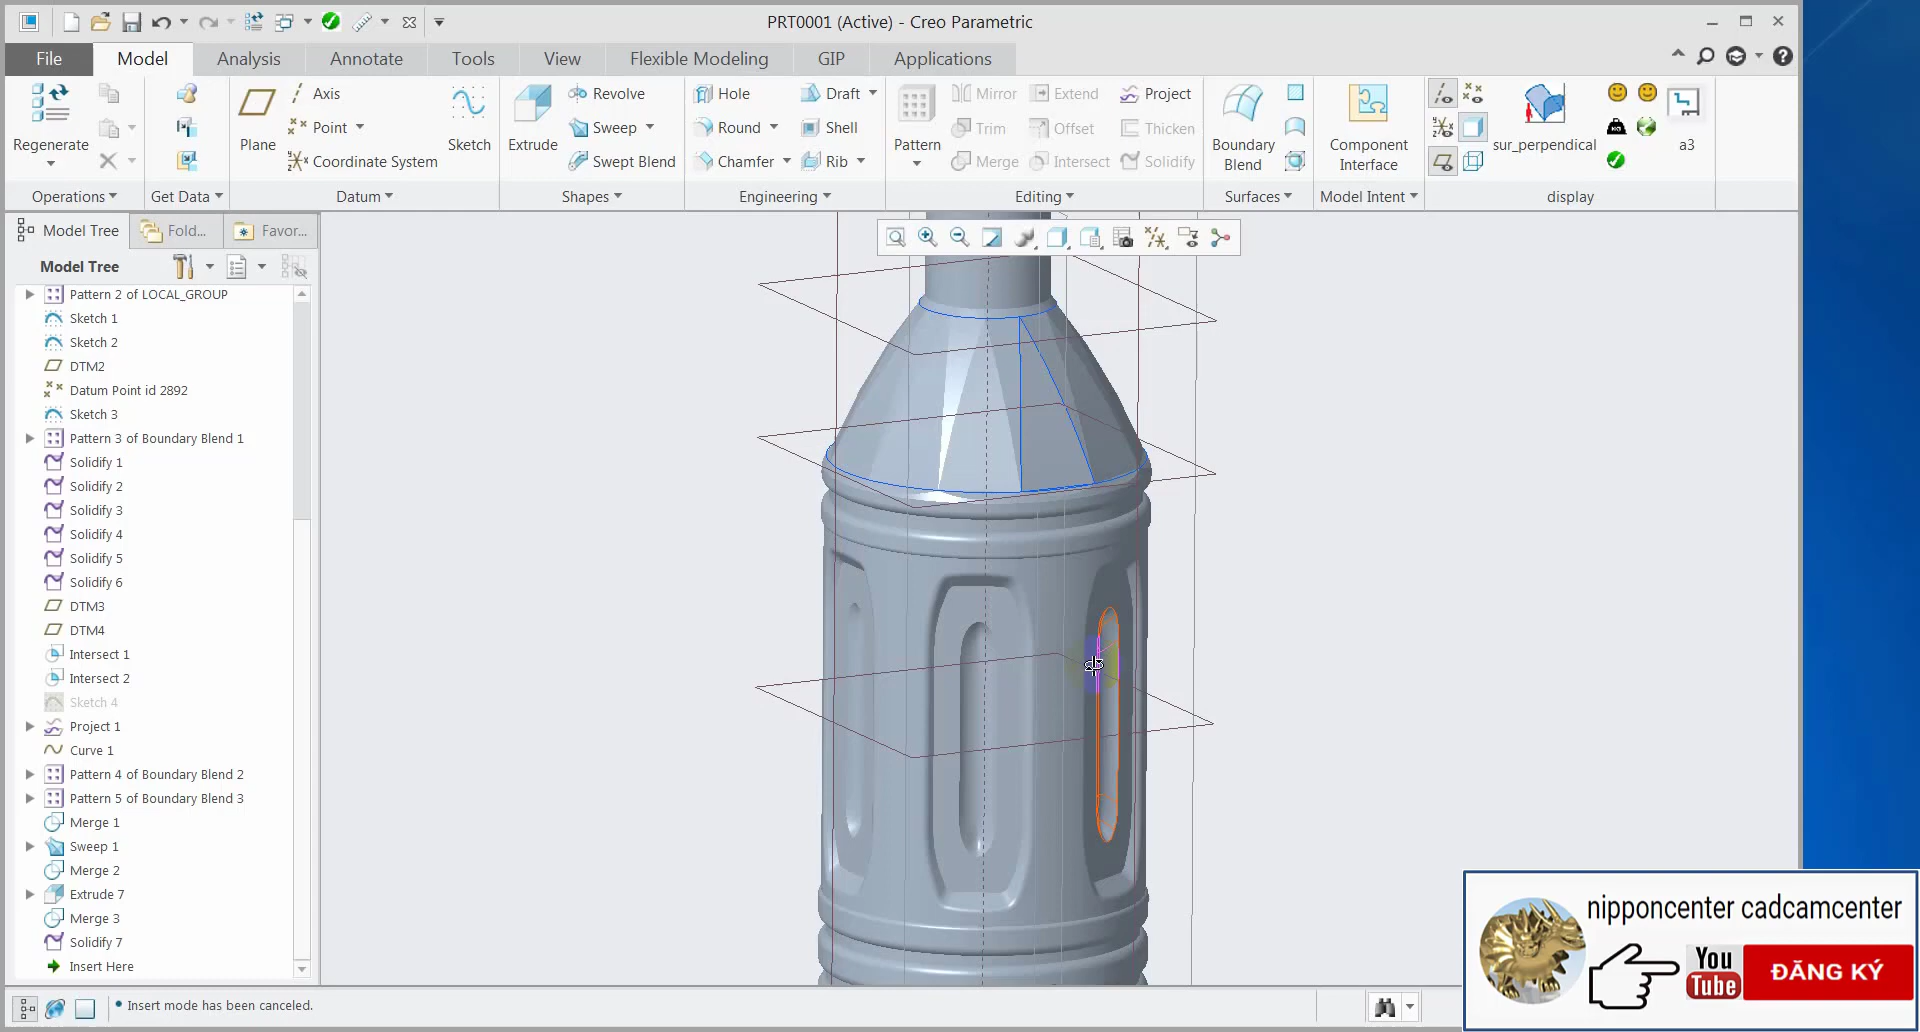 PRT0001 (Active) - Creo Parametric
File
Model
Analysis
Annotate
Tools
View
Flexible Modeling
GIP
Applications
Regenerate
Operations
Get Data
Plane
Axis
Point
Coordinate System
Sketch
Datum
Extrude
Revolve
Sweep
Swept Blend
Shapes
Hole
Round
Chamfer
Draft
Shell
Rib
Engineering
Pattern
Mirror
Trim
Merge
Extend
Offset
Intersect
Project
Thicken
Solidify
Editing
Boundary
Blend
Surfaces
Component
Interface
Model Intent
sur_perpendical
a3
display
Model Tree
Fold...
Favor...
Model Tree
Pattern 2 of LOCAL_GROUP
Sketch 1
Sketch 2
DTM2
Datum Point id 2892
Sketch 3
Pattern 3 of Boundary Blend 1
Solidify 1
Solidify 2
Solidify 3
Solidify 4
Solidify 5
Solidify 6
DTM3
DTM4
Intersect 1
Intersect 2
Sketch 4
Project 1
Curve 1
Pattern 4 of Boundary Blend 2
Pattern 5 of Boundary Blend 3
Merge 1
Sweep 1
Merge 2
Extrude 7
Merge 3
Solidify 7
Insert Here
Insert mode has been canceled.
nipponcenter cadcamcenter
You
Tube
ĐĂNG KÝ